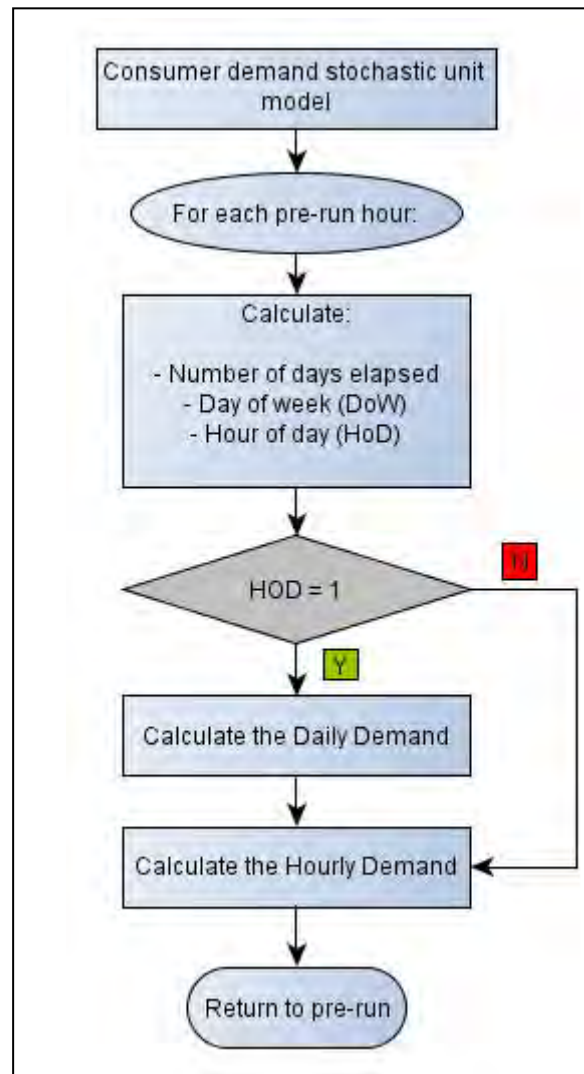 Consumer demand stochastic unit
model
For each pre-run hour:
Calculate:
- Number of days elapsed
- Day of week (DoW)
- Hour of day (HoD)
HOD = 1
N
Y
Calculate the Daily Demand
Calculate the Hourly Demand
Return to pre-run